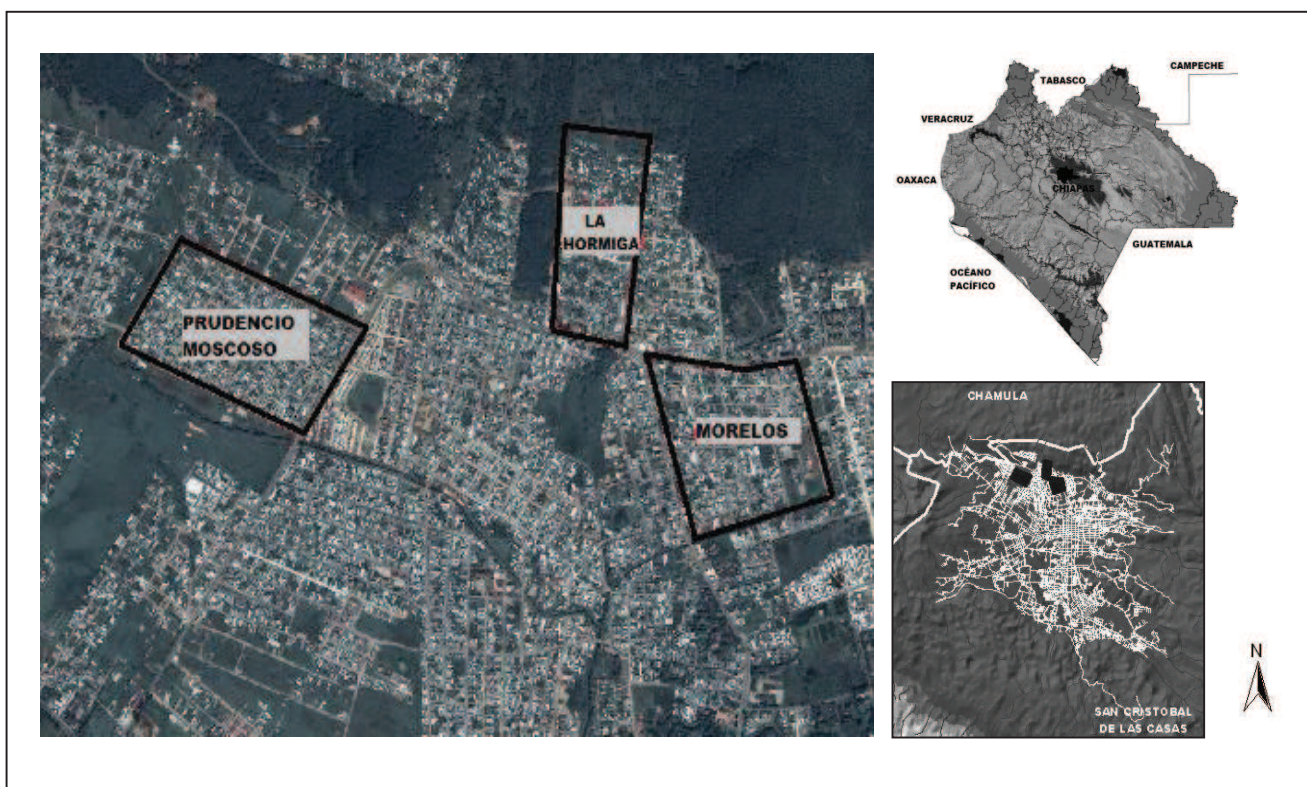 LA
HORMIGA
PRUDENCIO
MOSCOSO
MORELOS
CAMPECHE
TABASCO
VERACRUZ
OAXACA
CHIAPAS
GUATEMALA
OCÉANO
PACÍFICO
CHAMULA
SAN CRISTOBAL
DE LAS CASAS
N